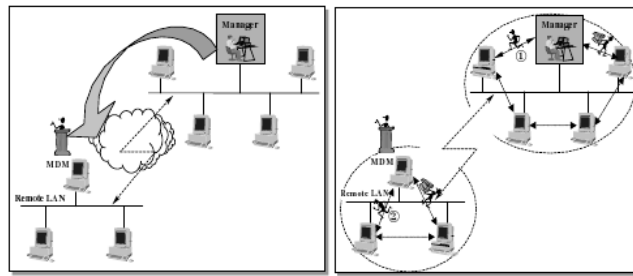 Manager
MDM
Remote LAN
Manager
①
MDM
Remote LAN
②